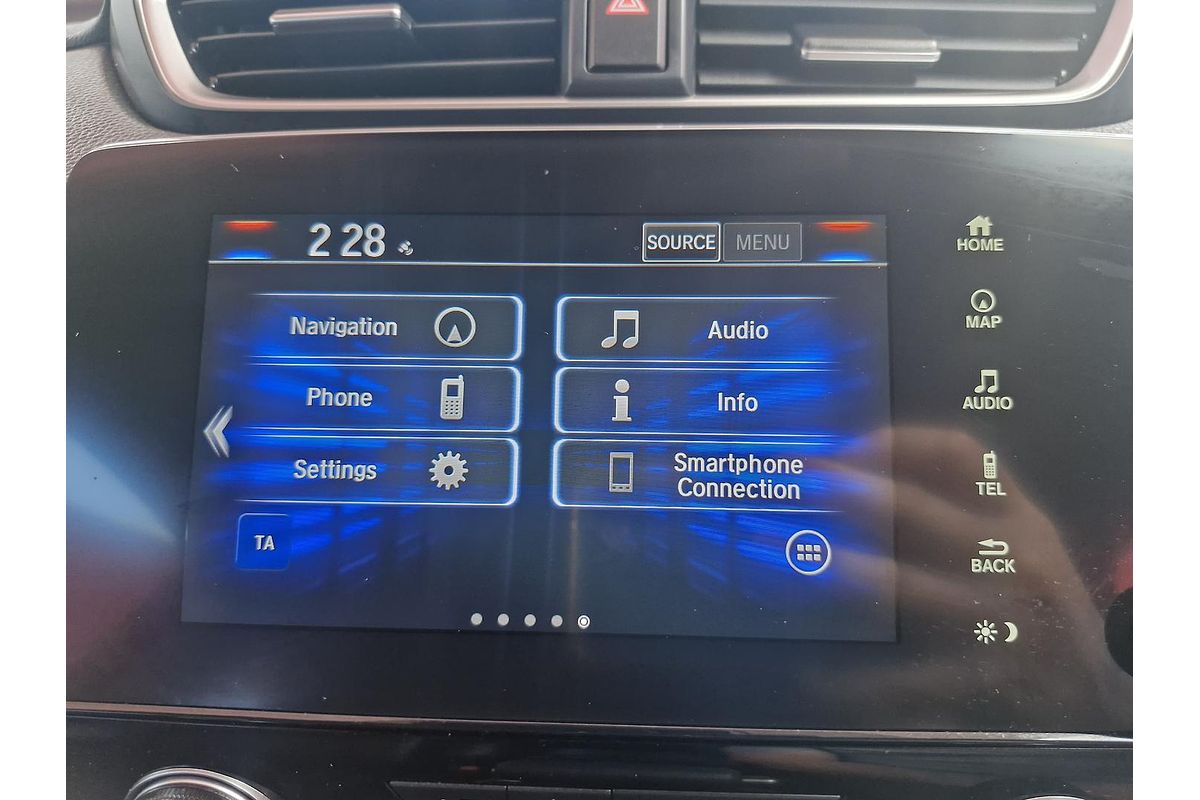 2 28
SOURCE MENU
HOME
Navigation
Audio
MAP
Phone
Info
AUDIO
Settings
Smartphone
Connection
TEL
TA
BACK